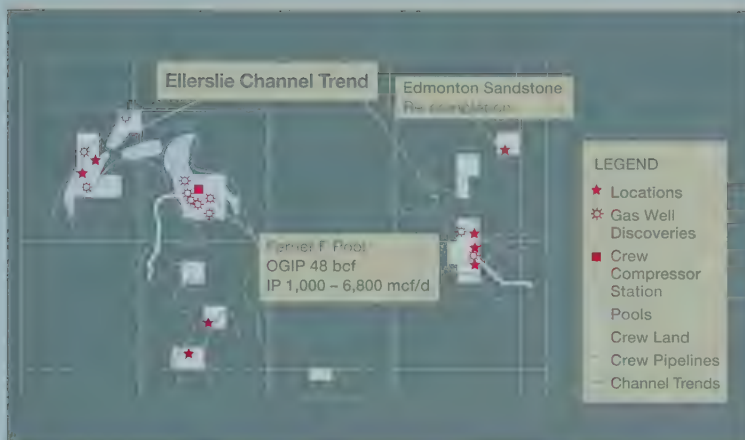 Ellerslie Channel Trend
Edmonton Sandstone
Ferrier F Pool
OGIP 48 bcf
IP 1,000 – 6,800 mcf/d
LEGEND
Locations
Gas Well
Discoveries
Crew
Compressor
Station
Pools
Crew Land
Crew Pipelines
Channel Trends